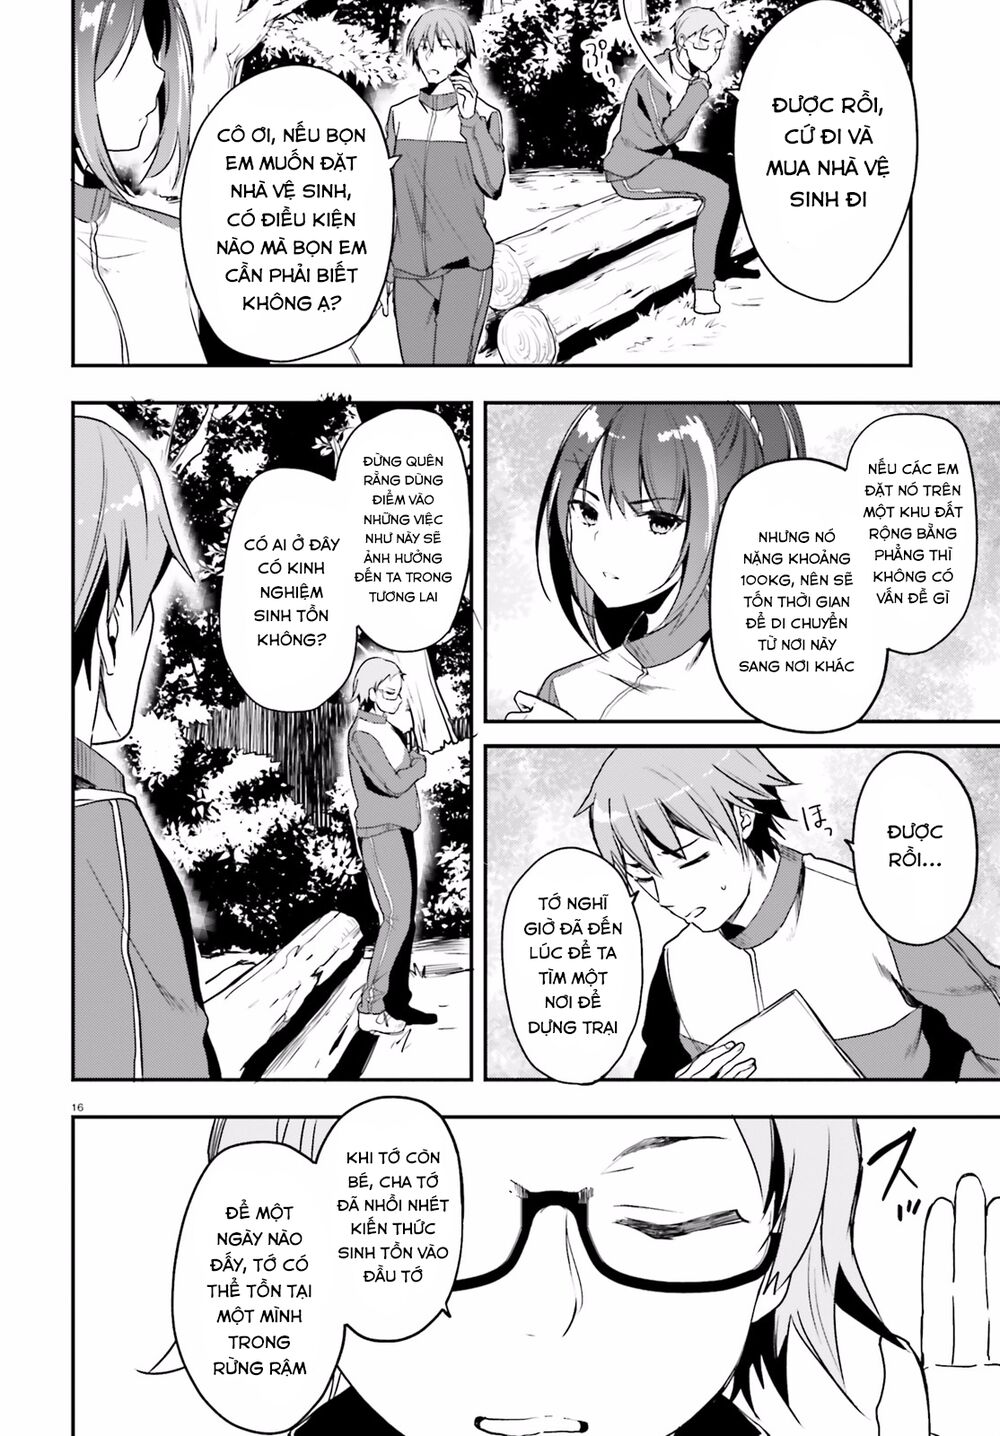 ĐƯỢC RỒI,
CỨ ĐI VÀ
MUA NHÀ VỆ
SINH ĐI
ぷい
CÔ ƠI, NẾU BỌN
EM MUỐN ĐẶT
NHÀ VỆ SINH,
CÓ ĐIỀU KIỆN
NÀO MÀ BỌN EM
CẦN PHẢI BIẾT
KHÔNG Ạ?
NẾU CÁC EM
ĐẶT NÓ TRÊN
MỘT KHU ĐẤT
RỘNG BẰNG
PHẲNG THÌ
KHÔNG CÓ
VẤN ĐỀ GÌ
NHƯNG NÓ
NẶNG KHOẢNG
100KG, NÊN SẼ
TỐN THỜI GIAN
ĐỂ DI CHUYỂN
TỪ NƠI NÀY
SANG NƠI KHÁC
ĐỪNG QUÊN
RẰNG DÙNG
ĐIỂM VÀO
NHỮNG VIỆC
NHƯ NÀY SẼ
ẢNH HƯỞNG
ĐẾN TA TRONG
TƯƠNG LAI
CÓ AI Ở ĐÂY
CÓ KINH
NGHIỆM
SINH TỒN
KHÔNG?
ĐƯỢC
RỒI...
ほっ
TỚ NGHĨ
GIỜ ĐÃ ĐẾN
LÚC ĐỂ TA
TÌM MỘT
NƠI ĐỂ
DỰNG TRẠI
16
KHI TỚ CÒN
BÉ, CHA TỚ
ĐÃ NHỒI NHÉT
KIẾN THỨC
SINH TỒN VÀO
ĐẦU TỚ
ズ
ĐỂ MỘT
NGÀY NÀO
ĐẤY, TỚ CÓ
THỂ TỒN TẠI
MỘT MÌNH
TRONG
RỪNG RẬM